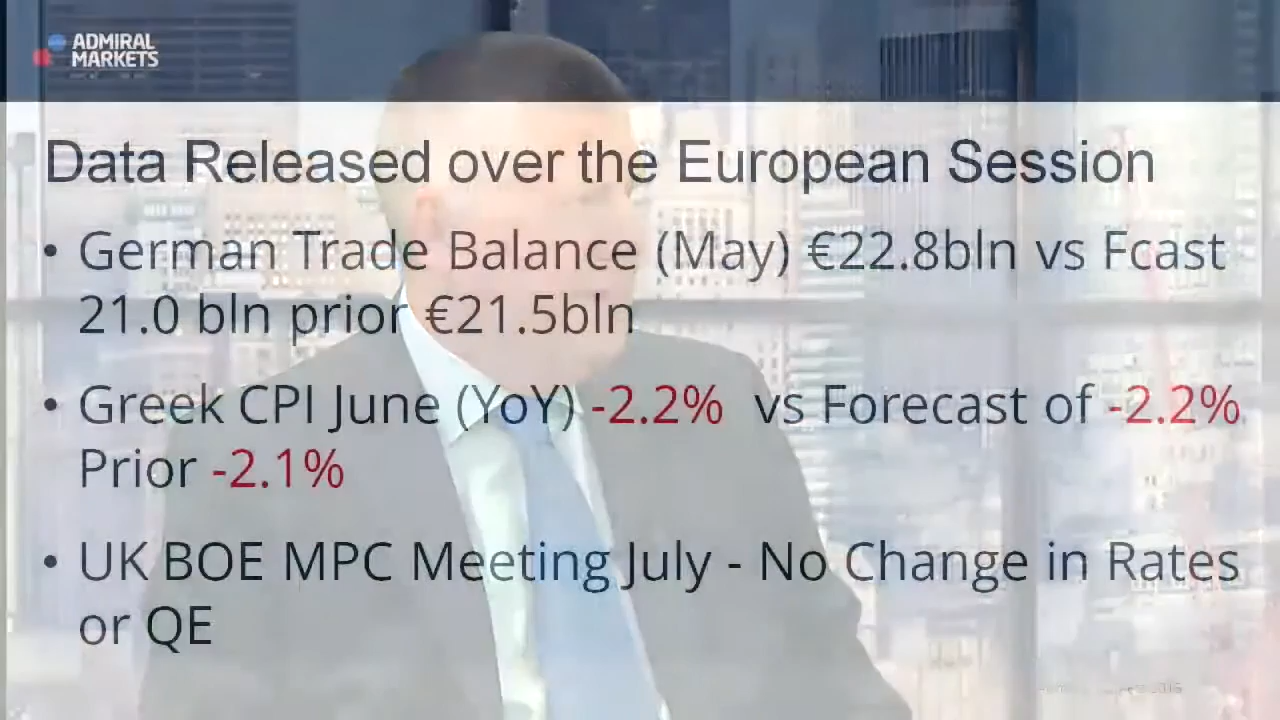 ADMIRAL
MARKETS
Data Released over the European Session
• German Trade Balance (May) €22.8bln vs Fcast
21.0 bln prior €21.5bln
• Greek CPI June (YoY) -2.2% vs Forecast of -2.2%
Prior -2.1%
• UK BOE MPC Meeting July - No Change in Rates
or QE